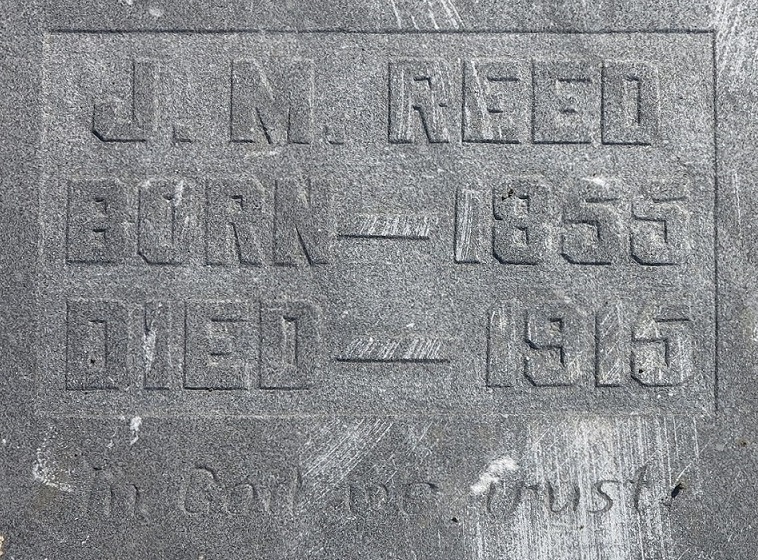 J. M. REED
BORN — 1855
DIED — 1915
In God we trust.